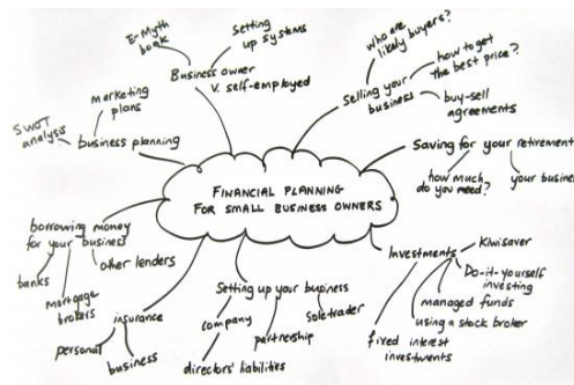 E-Myth
book
setting
up systems
Business owner
V. self-employed
who are
likely buyers?
how to get
the best price?
selling your
business
buy-sell
agreements
marketing
plans
SWOT
analysis
business planning
Saving for your retirement
how much
do you need?
your busine
FINANCIAL PLANNING
FOR SMALL BUSINESS OWNERS
borrowing money
for your business
banks
mortgage
brokers
other lenders
insurance
personal
business
Setting up your business
company
partnership
sole trader
directors' liabilities
Investments
Kiwisaver
Do-it-yourself
investing
managed funds
using a stock broker
fixed interest
investments